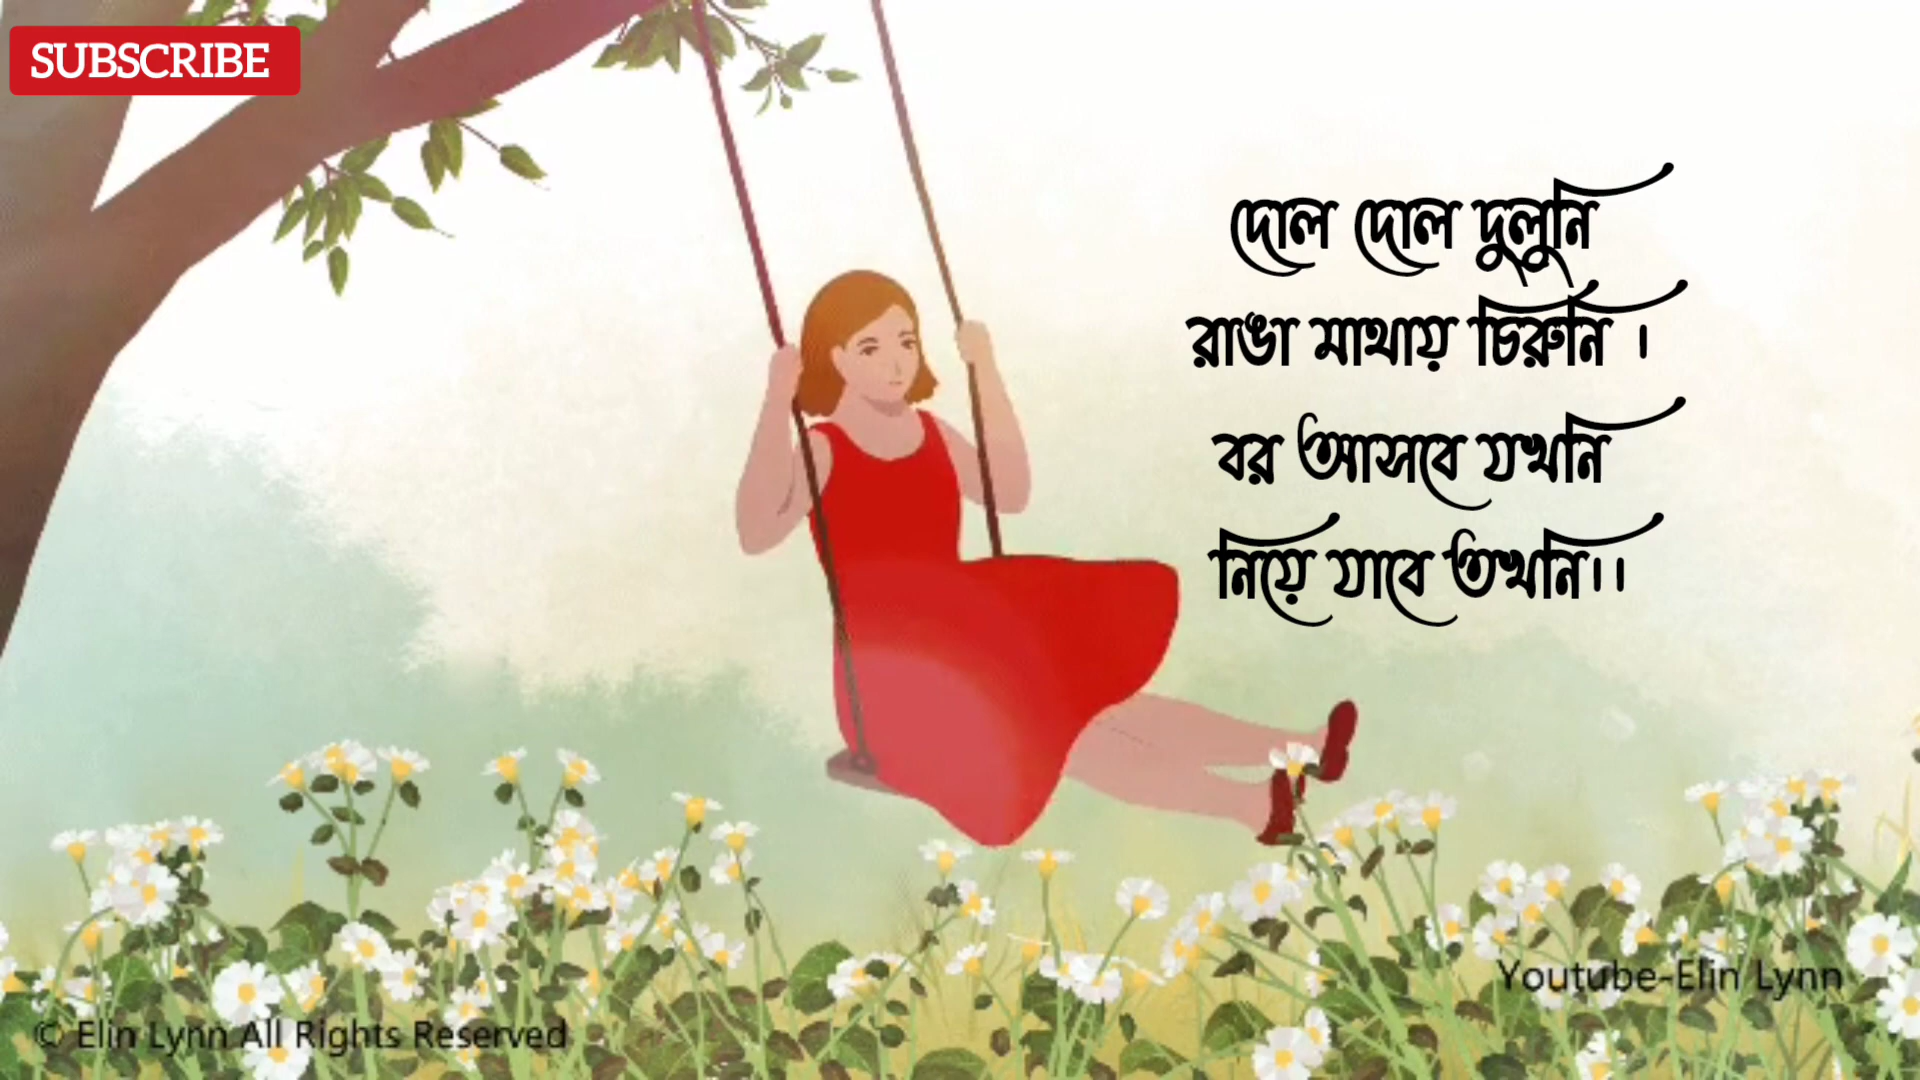 SUBSCRIBE
দোল দোল দুলুনি
রাঙা মাথায় চিরুনি ।
বর আসবে যখনি
নিয়ে যাবে তখনি।।
Youtube-Elin Lynn
© Elin Lynn All Rights Reserved